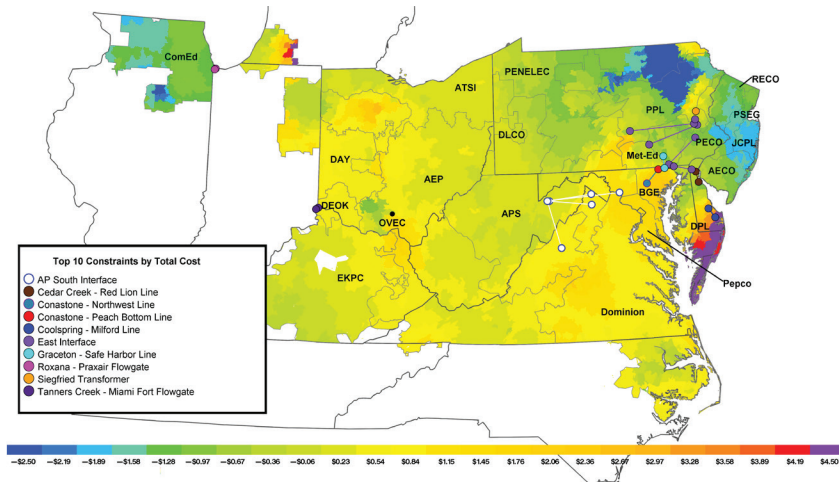 ComEd
RECO
PENELEC
ATSI
PPL
PSEG
DLCO
PECO
JCPL
DAY
Met-Ed
AEP
AECO
DEOK
BGE
OVEC
APS
DPL
Top 10 Constraints by Total Cost
AP South Interface
Cedar Creek - Red Lion Line
Conastone - Northwest Line
Conastone - Peach Bottom Line
Coolspring - Milford Line
East Interface
Graceton - Safe Harbor Line
Roxana - Praxair Flowgate
Siegfried Transformer
Tanners Creek - Miami Fort Flowgate
EKPC
Pepco
Dominion
–$2.50 –$2.19 –$1.89 –$1.58 –$1.28 –$0.97 –$0.67 –$0.36 –$0.06 $0.23 $0.54 $0.84 $1.15 $1.45 $1.76 $2.06 $2.36 $2.67 $2.97 $3.28 $3.58 $3.89 $4.19 $4.50